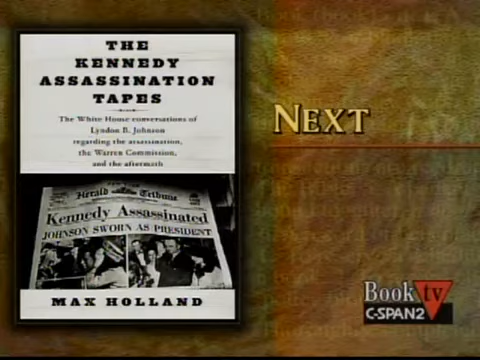 THE
KENNEDY
ASSASSINATION
TAPES
The White House conversations of
Lyndon B. Johnson
regarding the assassination,
the Warren Commission,
and the aftermath
Herald Tribune
Kennedy Assassinated
JOHNSON SWORN AS PRESIDENT
MAX HOLLAND
NEXT
Book tv
C-SPAN2